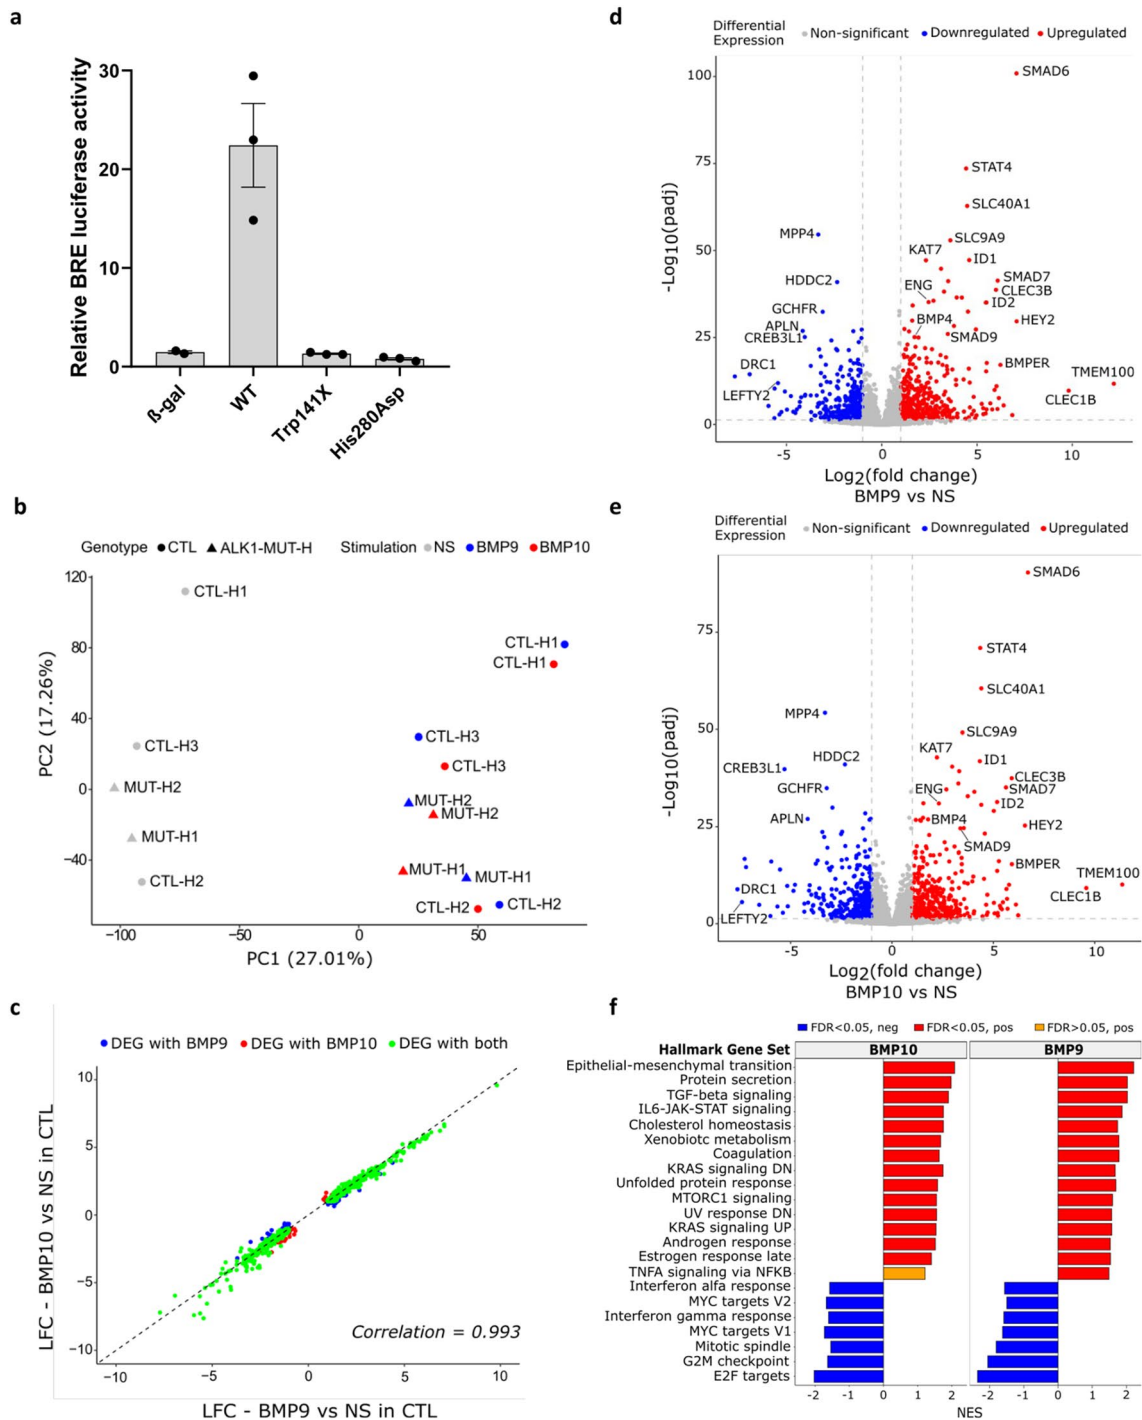 a
Relative BRE luciferase activity
30
20
10
0
ß-gal
WT
Trp141X
His280Asp
b
Genotype CTL ALK1-MUT-H Stimulation NS BMP9 BMP10
PC2 (17.26%)
120
80
40
0
−40
CTL-H1
CTL-H1
CTL-H1
CTL-H3
CTL-H3
CTL-H3
MUT-H2
MUT-H2
MUT-H2
MUT-H1
MUT-H1
MUT-H1
CTL-H2
CTL-H2
CTL-H2
−100
−50
0
50
PC1 (27.01%)
c
DEG with BMP9 DEG with BMP10 DEG with both
LFC - BMP10 vs NS in CTL
10
5
0
−5
−10
Correlation = 0.993
−10
−5
0
5
10
LFC - BMP9 vs NS in CTL
d
Differential
Expression
Non-significant Downregulated Upregulated
-Log10(padj)
100
75
50
25
0
SMAD6
STAT4
SLC40A1
MPP4
SLC9A9
KAT7
ID1
HDDC2
SMAD7
ENG
CLEC3B
ID2
GCHFR
HEY2
BMP4
APLN
CREB3L1
SMAD9
DRC1
BMPER
TMEM100
LEFTY2
CLEC1B
-5
0
5
10
Log2(fold change)
BMP9 vs NS
e
Differential
Expression
Non-significant Downregulated Upregulated
-Log10(padj)
75
50
25
0
SMAD6
STAT4
SLC40A1
MPP4
SLC9A9
KAT7
HDDC2
ID1
CREB3L1
CLEC3B
GCHFR
ENG
SMAD7
ID2
APLN
BMP4
HEY2
SMAD9
BMPER
TMEM100
DRC1
CLEC1B
LEFTY2
-5
0
5
10
Log2(fold change)
BMP10 vs NS
f
FDR<0.05, neg FDR<0.05, pos FDR>0.05, pos
Hallmark Gene Set BMP10 BMP9
Epithelial-mesenchymal transition
Protein secretion
TGF-beta signaling
IL6-JAK-STAT signaling
Cholesterol homeostasis
Xenobiotc metabolism
Coagulation
KRAS signaling DN
Unfolded protein response
MTORC1 signaling
UV response DN
KRAS signaling UP
Androgen response
Estrogen response late
TNFA signaling via NFKB
Interferon alfa response
MYC targets V2
Interferon gamma response
MYC targets V1
Mitotic spindle
G2M checkpoint
E2F targets
-2 -1 0 1 2 -2 -1 0 1 2
NES